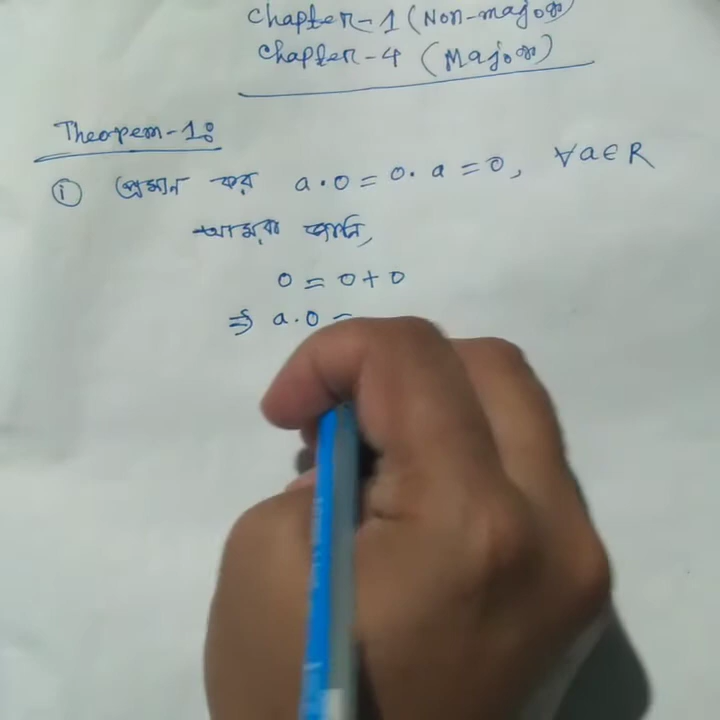 Chapter-1 (Non-major)
Chapter-4 (Major)
Theorem-1:
(i) প্রমান কর a·0 = 0·a = 0, ∀a∈R
আমরা জানি,
0 = 0+0
⇒ a·0 =